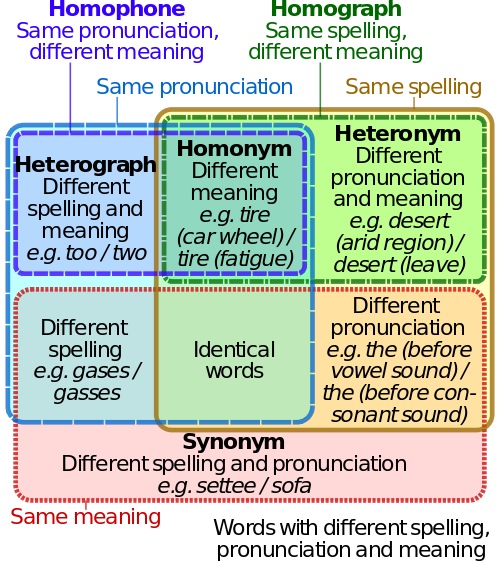 Homophone
Same pronunciation,
different meaning
Homograph
Same spelling,
different meaning
Same pronunciation
Same spelling
Heterograph
Different
spelling and
meaning
e.g. too / two
Homonym
Different
meaning
e.g. tire
(car wheel) /
tire (fatigue)
Heteronym
Different
pronunciation
and meaning
e.g. desert
(arid region) /
desert (leave)
Different
spelling
e.g. gases /
gasses
Identical
words
Different
pronunciation
e.g. the (before
vowel sound) /
the (before con-
sonant sound)
Synonym
Different spelling and pronunciation
e.g. settee / sofa
Same meaning
Words with different spelling,
pronunciation and meaning